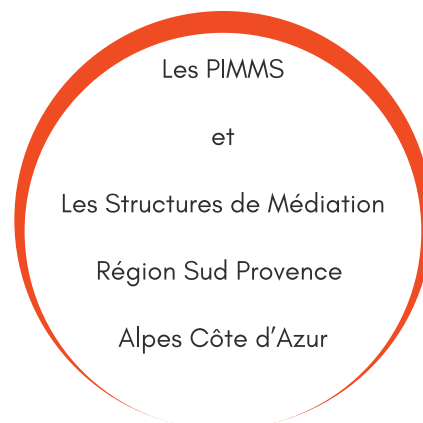 Les PIMMS
et
Les Structures de Médiation
Région Sud Provence
Alpes Côte d’Azur